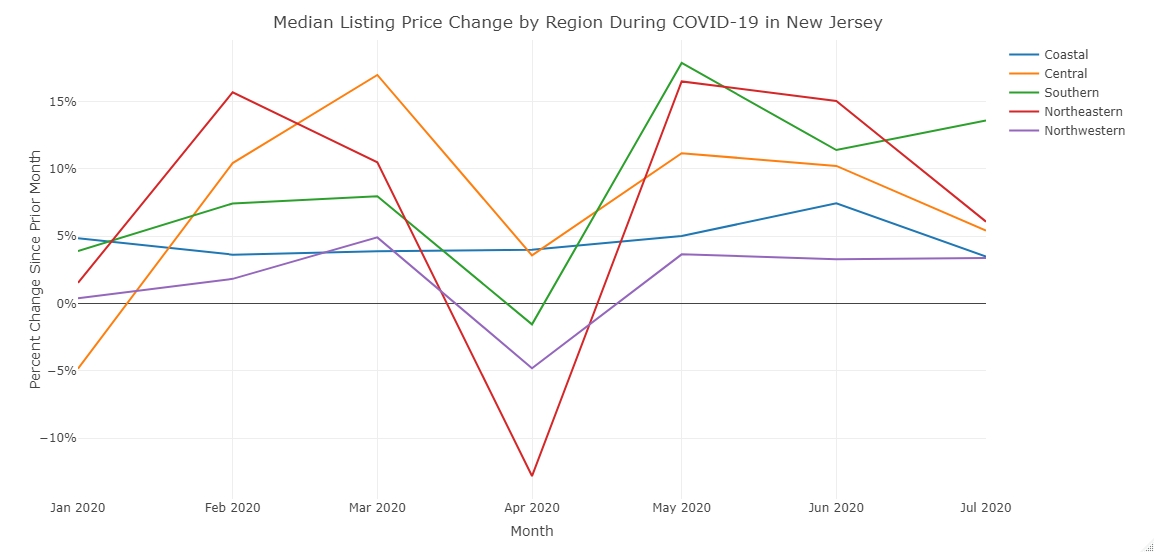 Median Listing Price Change by Region During COVID-19 in New Jersey
Coastal
Central
Southern
Northeastern
Northwestern
Percent Change Since Prior Month
15%
10%
5%
0%
−5%
−10%
Jan 2020
Feb 2020
Mar 2020
Apr 2020
May 2020
Jun 2020
Jul 2020
Month